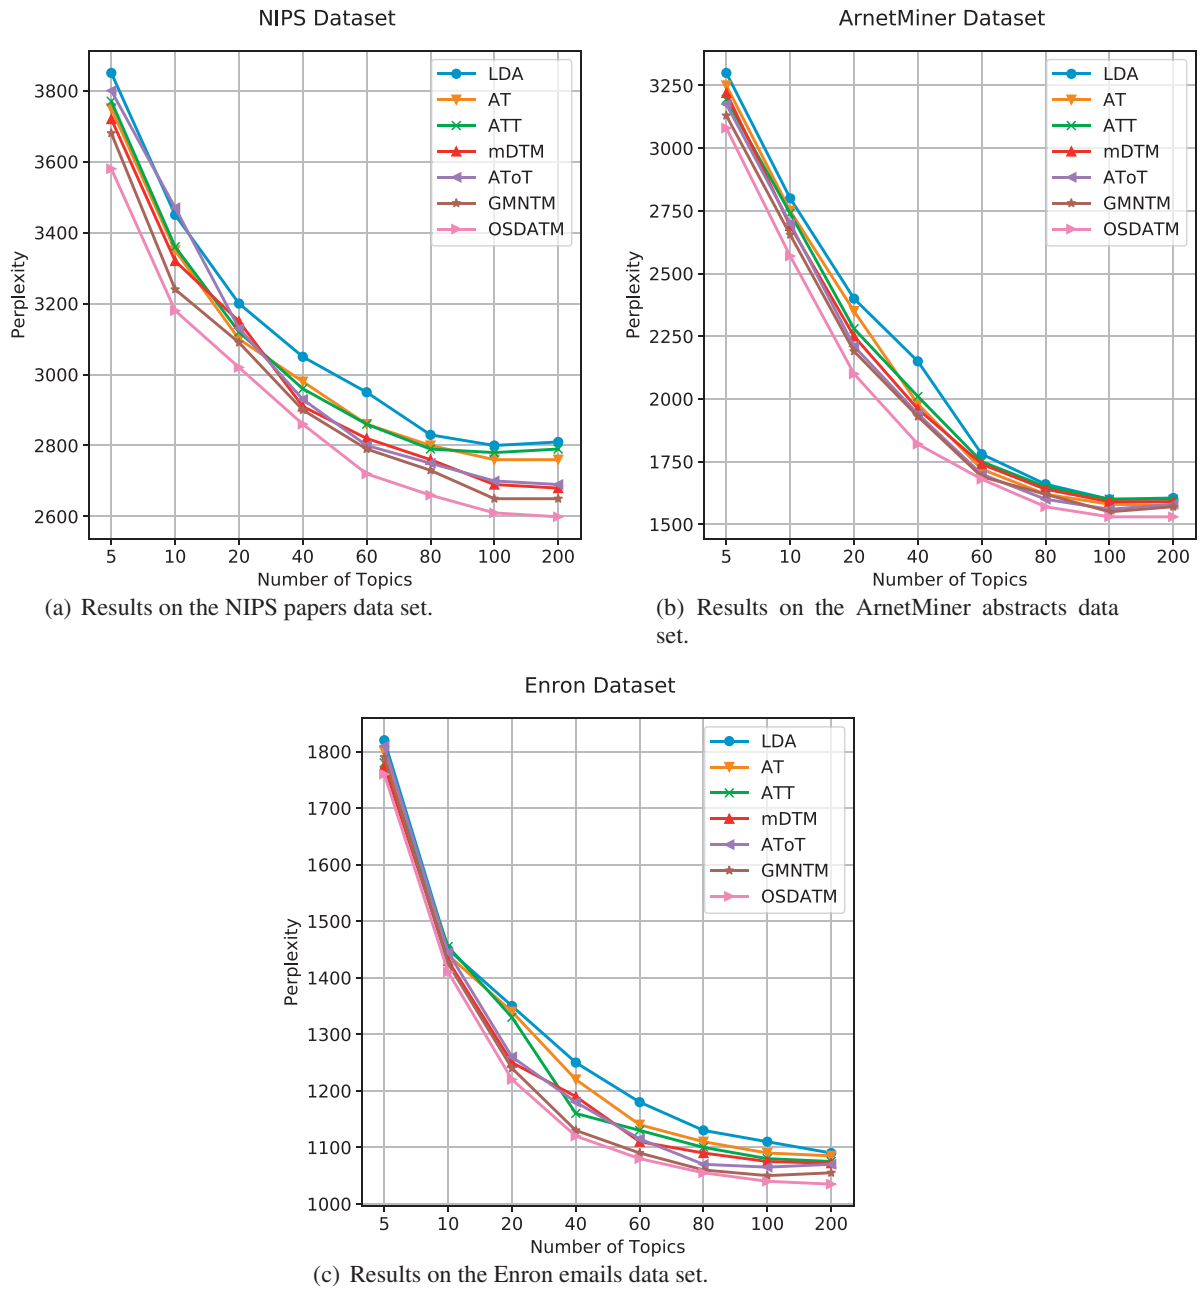 NIPS Dataset
3800
3600
3400
3200
3000
2800
2600
Perplexity
LDA
AT
ATT
mDTM
AToT
GMNTM
OSDATM
5 10 20 40 60 80 100 200
Number of Topics
(a) Results on the NIPS papers data set.
ArnetMiner Dataset
3250
3000
2750
2500
2250
2000
1750
1500
Perplexity
LDA
AT
ATT
mDTM
AToT
GMNTM
OSDATM
5 10 20 40 60 80 100 200
Number of Topics
(b) Results on the ArnetMiner abstracts data
set.
Enron Dataset
1800
1700
1600
1500
1400
1300
1200
1100
1000
Perplexity
LDA
AT
ATT
mDTM
AToT
GMNTM
OSDATM
5 10 20 40 60 80 100 200
Number of Topics
(c) Results on the Enron emails data set.